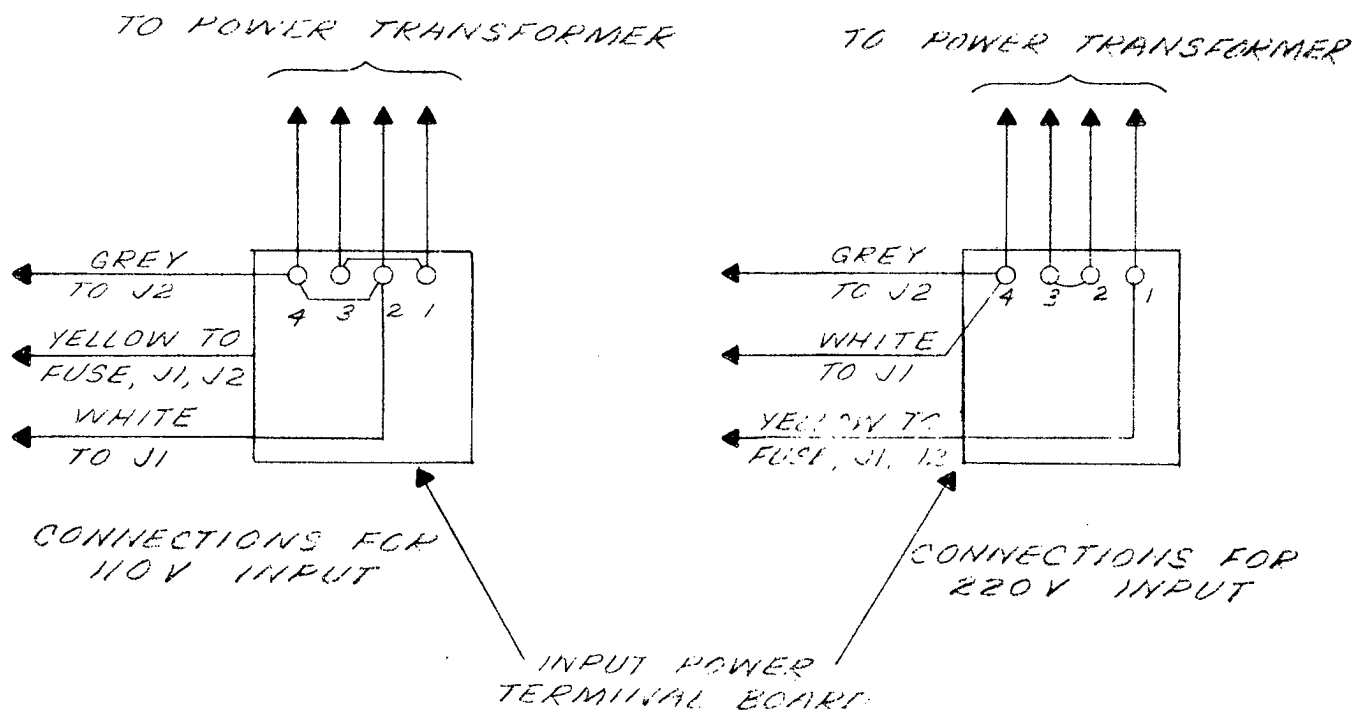 TO POWER TRANSFORMER
GREY
TO J2
4 3 2 1
YELLOW TO
FUSE, J1, J2
WHITE
TO J1
CONNECTIONS FOR
110V INPUT
TO POWER TRANSFORMER
GREY
TO J2
4 3 2 1
WHITE
TO J1
YELLOW TO
FUSE, J1,
CONNECTIONS FOR
220V INPUT
INPUT POWER
TERMINAL BOARD